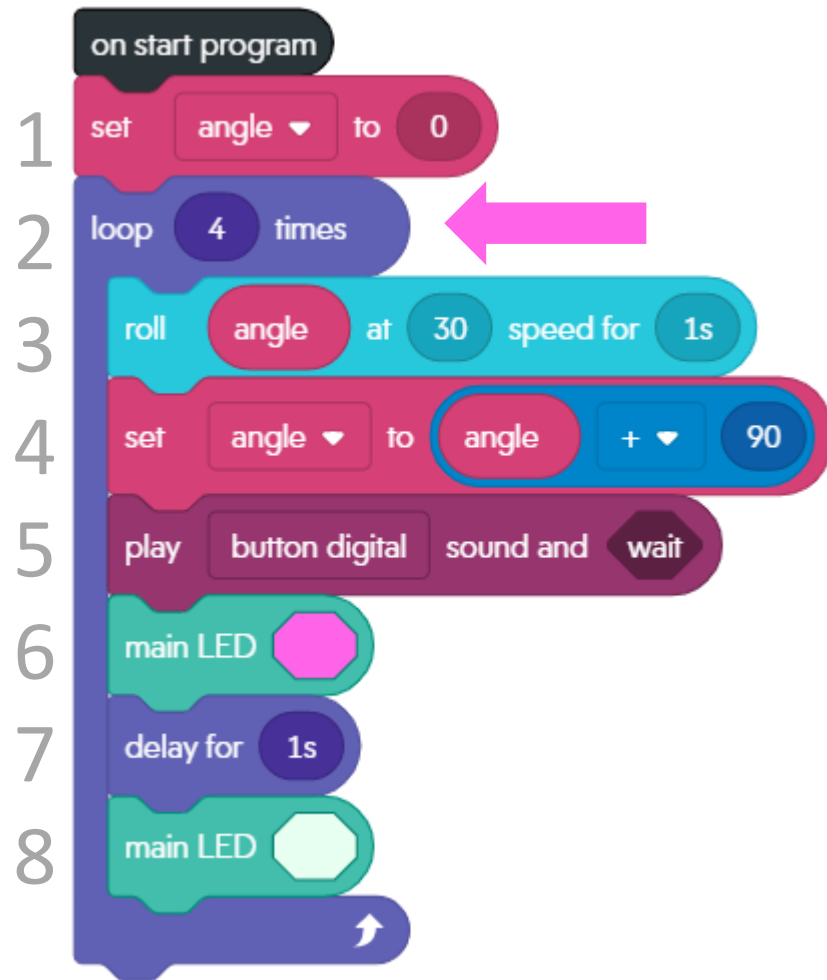 on start program
1 set angle to 0
2 loop 4 times
3 roll angle at 30 speed for 1s
4 set angle to angle + 90
5 play button digital sound and wait
6 main LED
7 delay for 1s
8 main LED